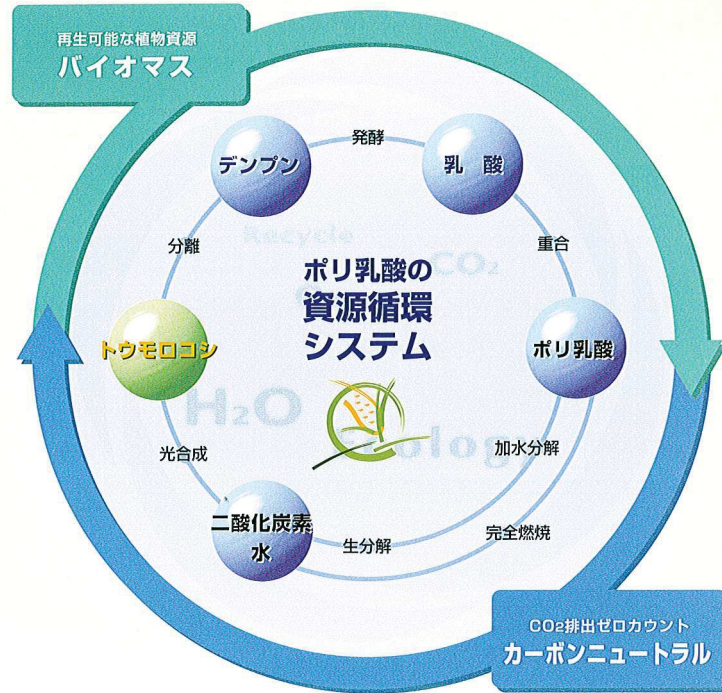 再生可能な植物資源
バイオマス
発酵
デンプン
乳 酸
分離
Recycle
CO2
重合
ポリ乳酸の
資源循環
システム
トウモロコシ
ポリ乳酸
H2O
Ecology
光合成
加水分解
二酸化炭素
水
生分解
完全燃焼
CO2排出ゼロカウント
カーボンニュートラル